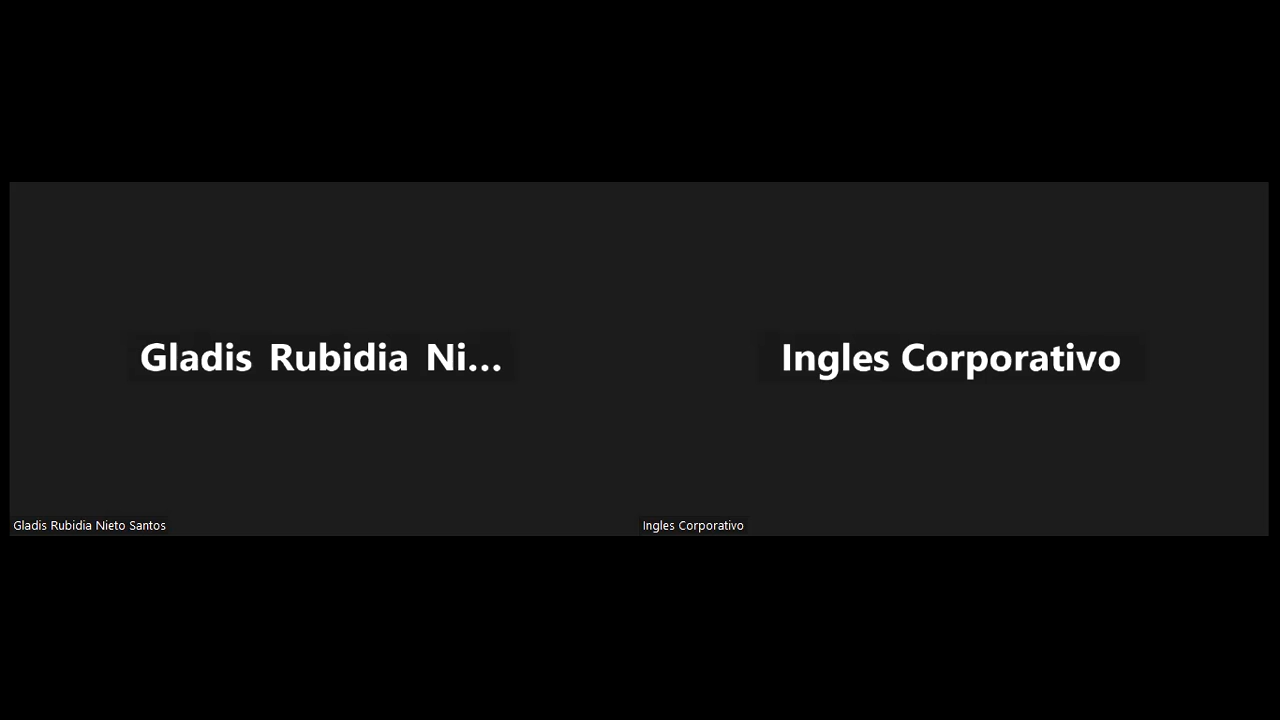 Gladis Rubidia Ni...
Ingles Corporativo
Gladis Rubidia Nieto Santos
Ingles Corporativo